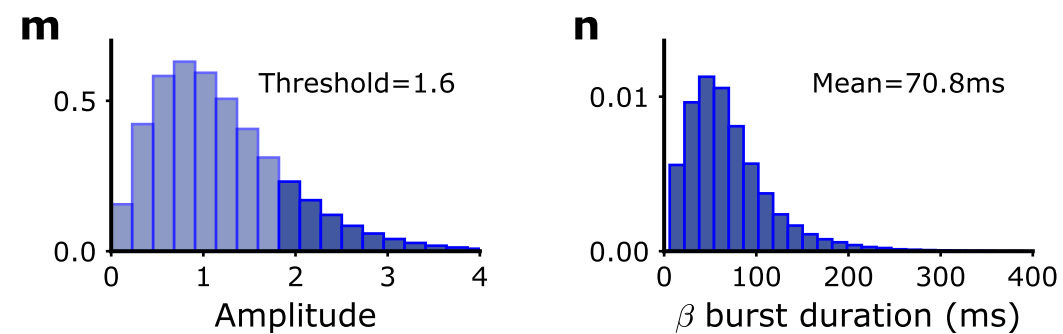 m
Threshold=1.6
0.5
0.0
0 1 2 3 4
Amplitude
n
Mean=70.8ms
0.01
0.00
0 100 200 300 400
β burst duration (ms)